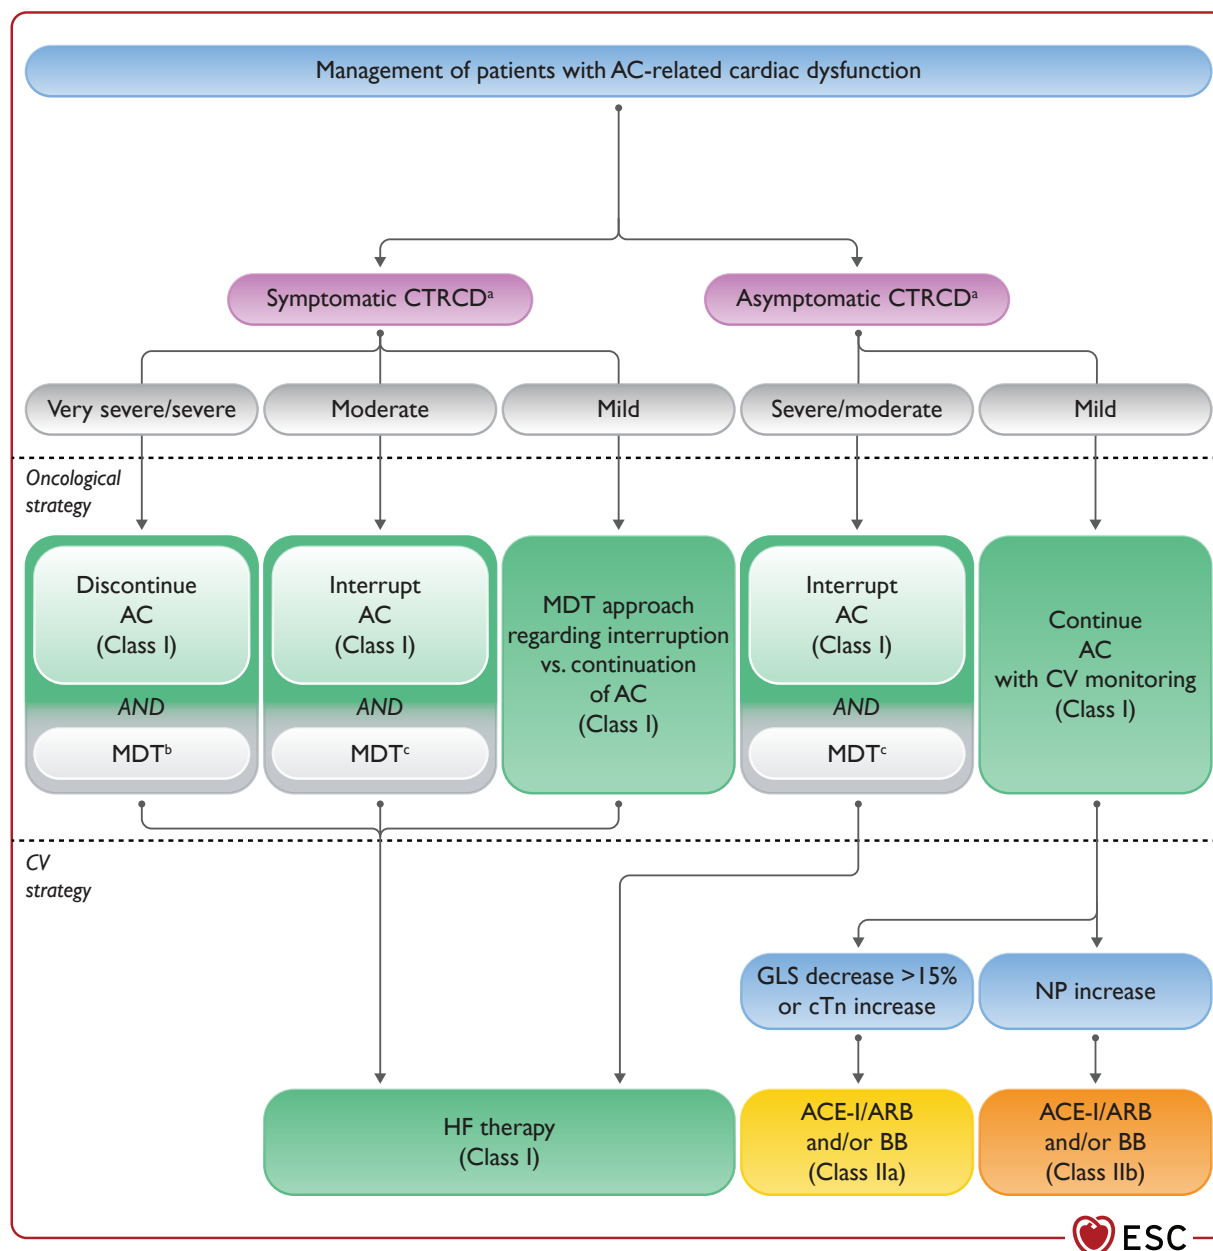 Management of patients with AC-related cardiac dysfunction
Symptomatic CTRCDᵃ
Asymptomatic CTRCDᵃ
Very severe/severe
Moderate
Mild
Severe/moderate
Mild
Oncological
strategy
Discontinue
AC
(Class I)
AND
MDTᵇ
Interrupt
AC
(Class I)
AND
MDTᶜ
MDT approach
regarding interruption
vs. continuation
of AC
(Class I)
Interrupt
AC
(Class I)
AND
MDTᶜ
Continue
AC
with CV monitoring
(Class I)
CV
strategy
GLS decrease >15%
or cTn increase
NP increase
HF therapy
(Class I)
ACE-I/ARB
and/or BB
(Class IIa)
ACE-I/ARB
and/or BB
(Class IIb)
ESC